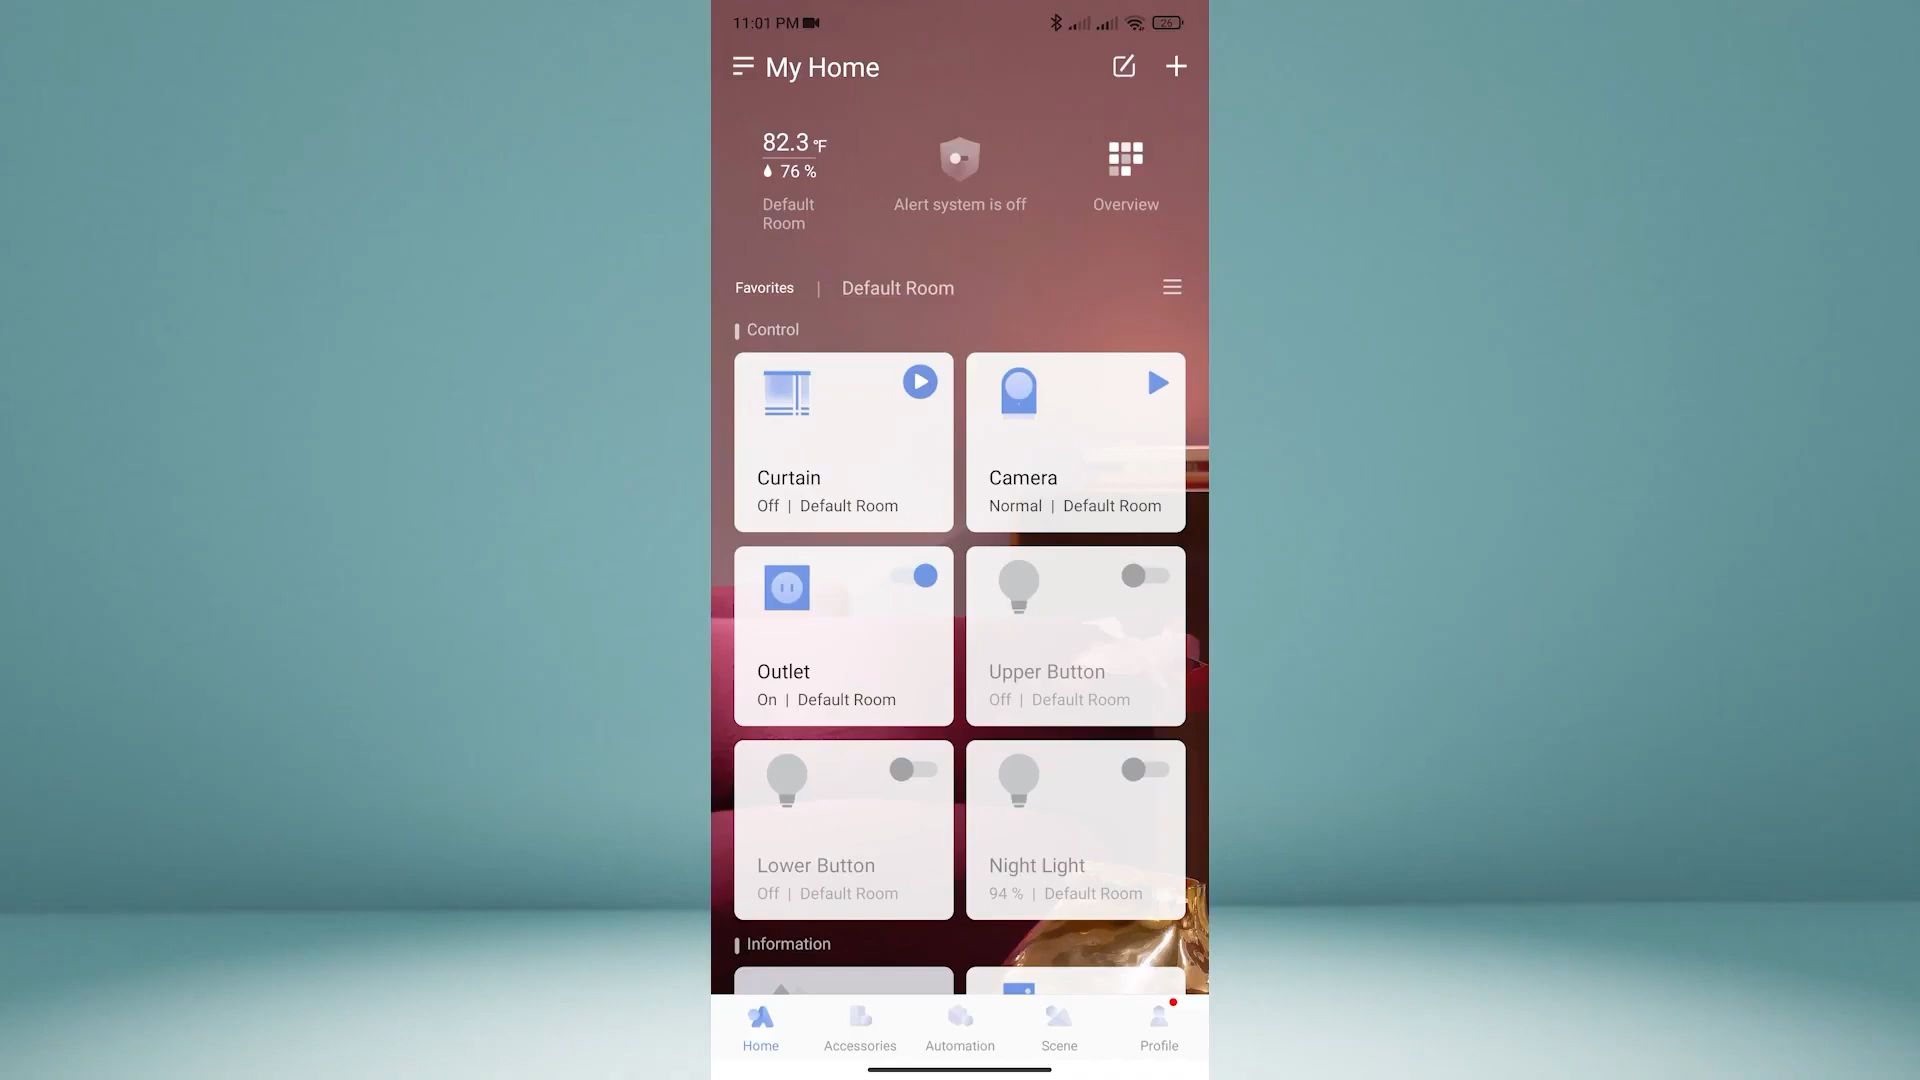 11:01 PM
26
My Home
82.3 °F
76 %
Default
Room
Alert system is off
Overview
Favorites | Default Room
Control
Curtain
Off | Default Room
Camera
Normal | Default Room
Outlet
On | Default Room
Upper Button
Off | Default Room
Lower Button
Off | Default Room
Night Light
94 % | Default Room
Information
Home
Accessories
Automation
Scene
Profile